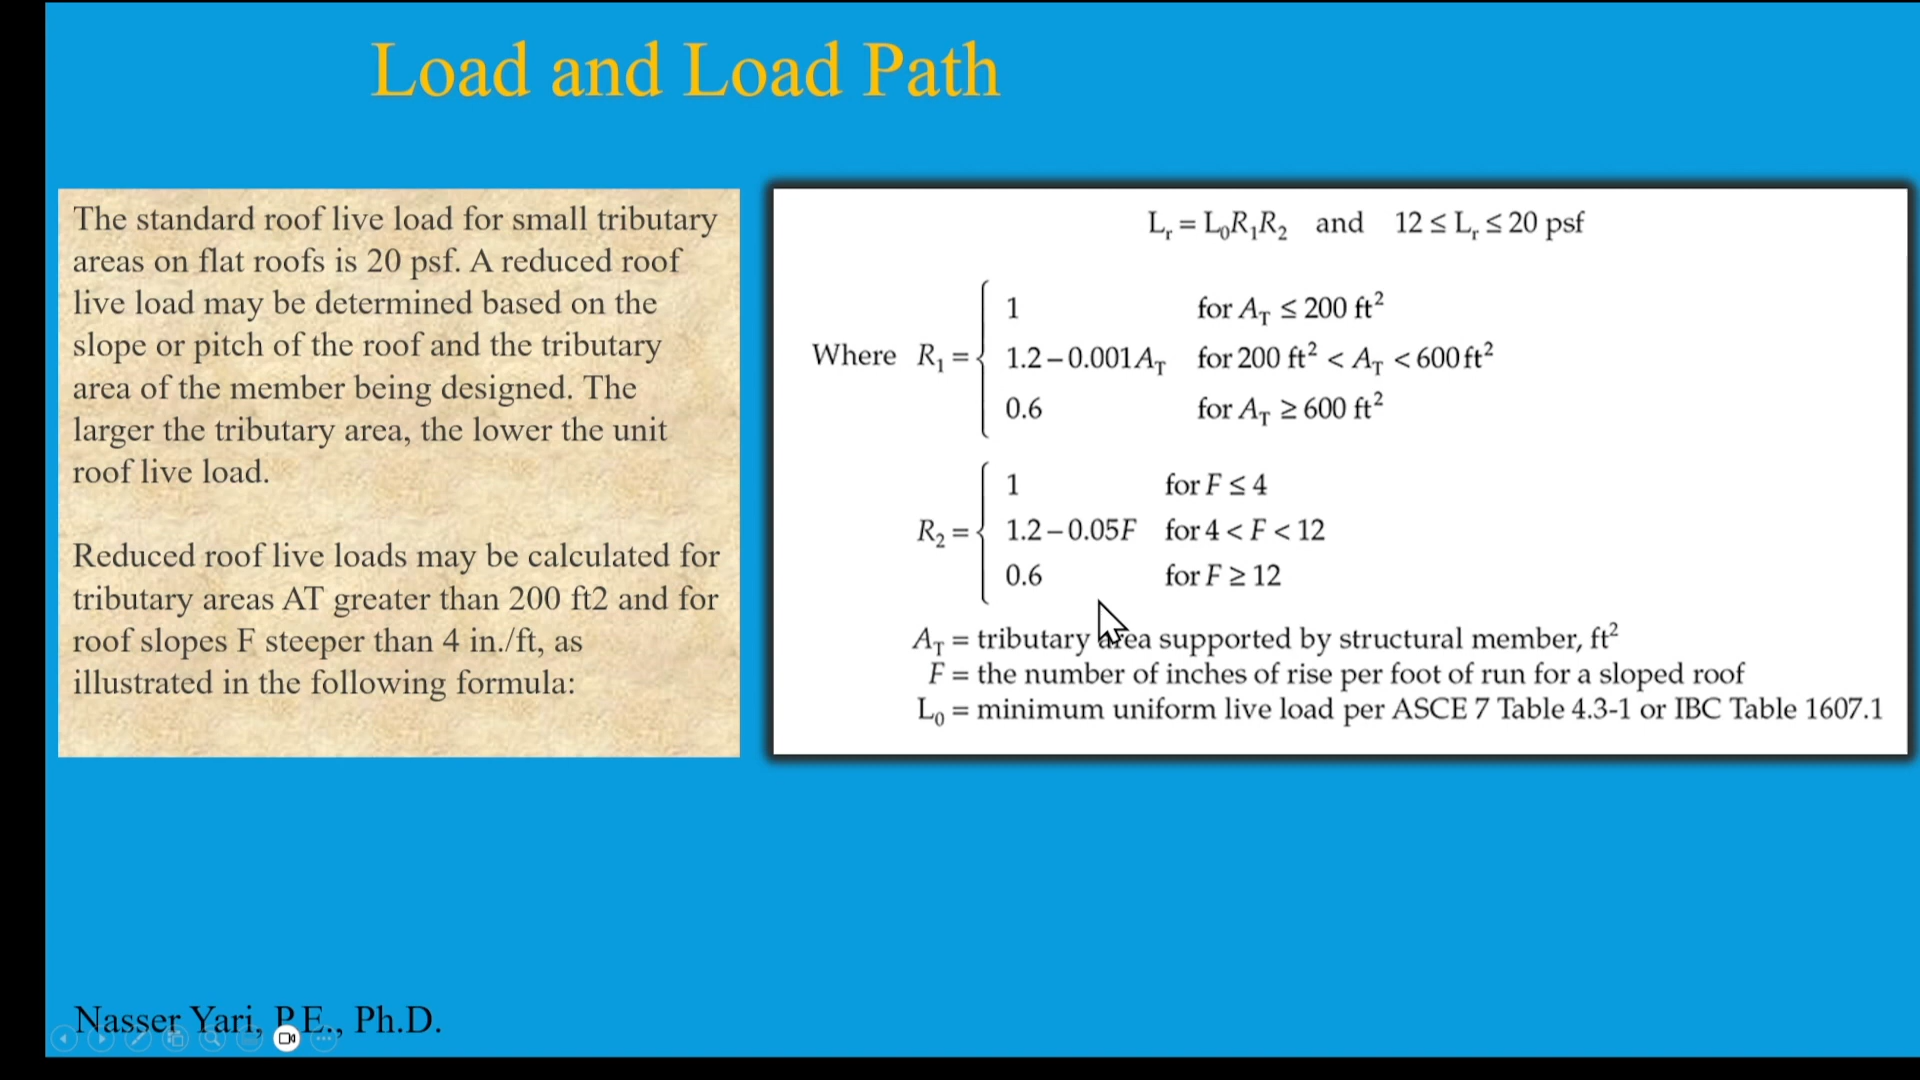 Load and Load Path
The standard roof live load for small tributary
areas on flat roofs is 20 psf. A reduced roof
live load may be determined based on the
slope or pitch of the roof and the tributary
area of the member being designed. The
larger the tributary area, the lower the unit
roof live load.
Reduced roof live loads may be calculated for
tributary areas AT greater than 200 ft2 and for
roof slopes F steeper than 4 in./ft, as
illustrated in the following formula:
Lᵣ = L₀R₁R₂ and 12 ≤ Lᵣ ≤ 20 psf
1 for A_T ≤ 200 ft²
Where R₁ = 1.2 – 0.001A_T for 200 ft² < A_T < 600 ft²
0.6 for A_T ≥ 600 ft²
1 for F ≤ 4
R₂ = 1.2 – 0.05F for 4 < F < 12
0.6 for F ≥ 12
A_T = tributary area supported by structural member, ft²
F = the number of inches of rise per foot of run for a sloped roof
L₀ = minimum uniform live load per ASCE 7 Table 4.3-1 or IBC Table 1607.1
Nasser Yari, P.E., Ph.D.